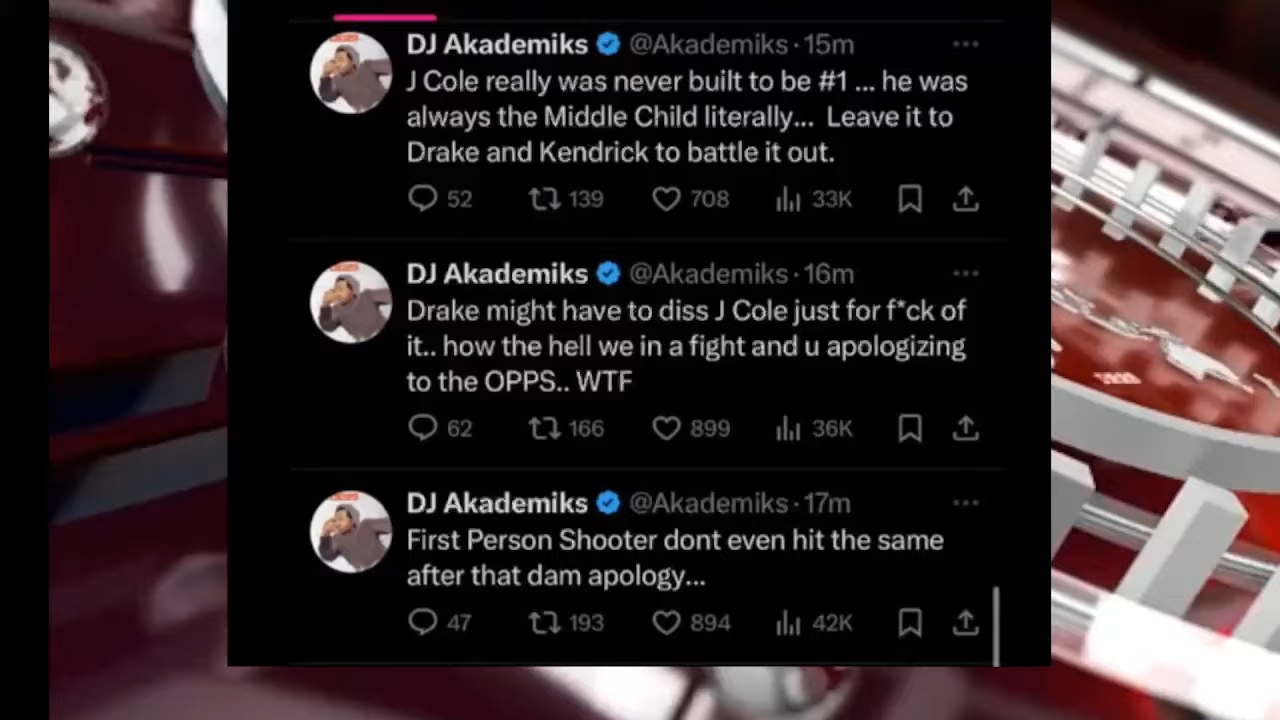 DJ Akademiks @Akademiks · 15m
J Cole really was never built to be #1 ... he was
always the Middle Child literally... Leave it to
Drake and Kendrick to battle it out.
52 139 708 33K
DJ Akademiks @Akademiks · 16m
Drake might have to diss J Cole just for f*ck of
it.. how the hell we in a fight and u apologizing
to the OPPS.. WTF
62 166 899 36K
DJ Akademiks @Akademiks · 17m
First Person Shooter dont even hit the same
after that dam apology...
47 193 894 42K